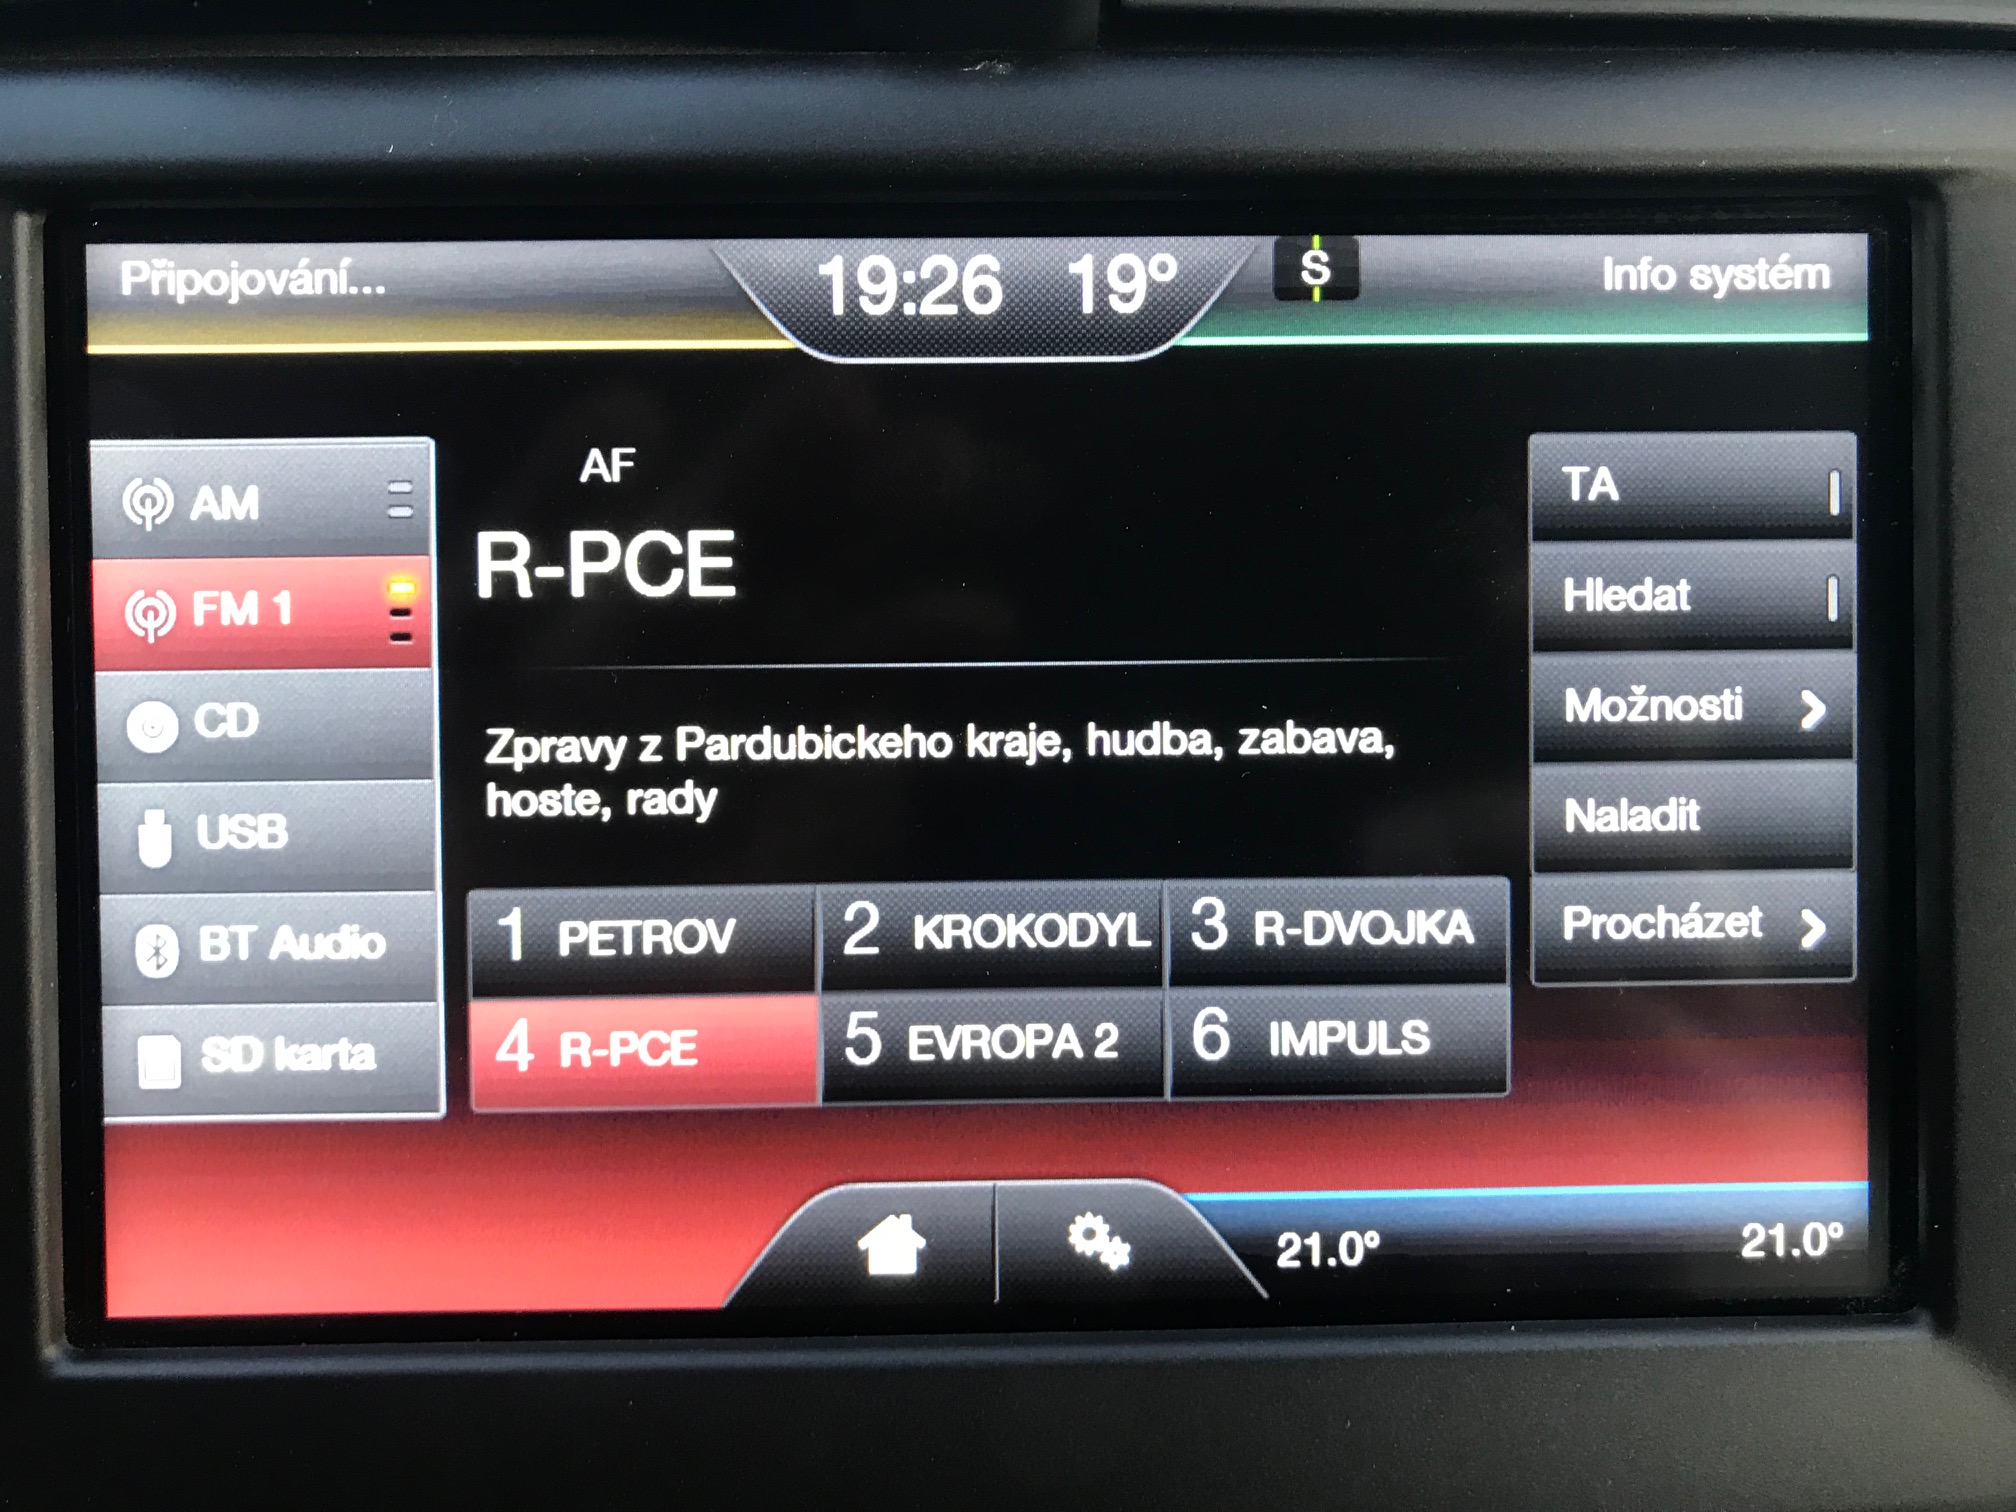 Připojování...
19:26 19°
S
Info systém
AM
FM 1
CD
USB
BT Audio
SD karta
AF
R-PCE
Zpravy z Pardubickeho kraje, hudba, zabava,
hoste, rady
1 PETROV
2 KROKODYL
3 R-DVOJKA
4 R-PCE
5 EVROPA 2
6 IMPULS
TA
Hledat
Možnosti
Naladit
Procházet
21.0°
21.0°